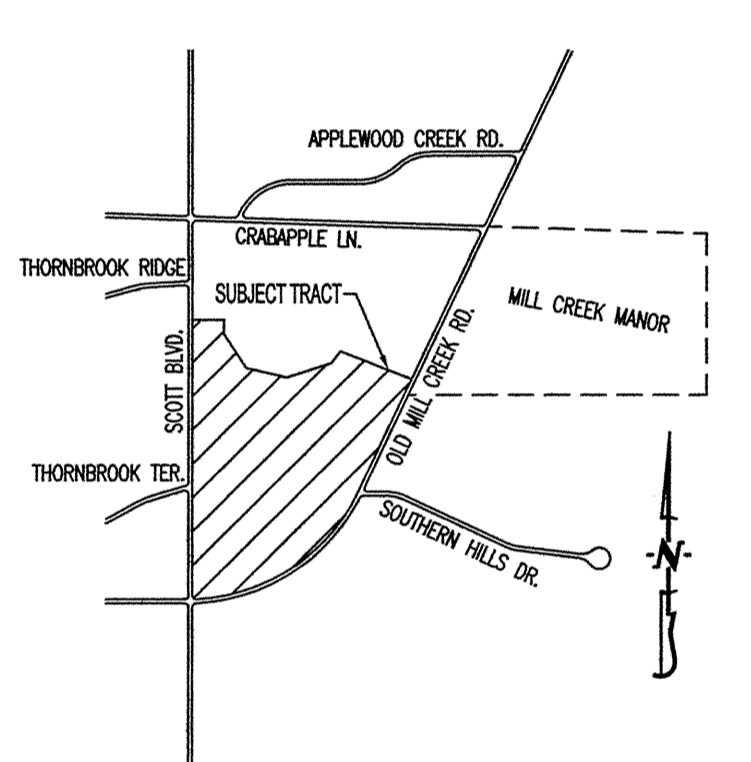 APPLEWOOD CREEK RD.
CRABAPPLE LN.
THORNBROOK RIDGE
SUBJECT TRACT
MILL CREEK MANOR
SCOTT BLVD.
OLD MILL CREEK RD.
THORNBROOK TER.
SOUTHERN HILLS DR.
N